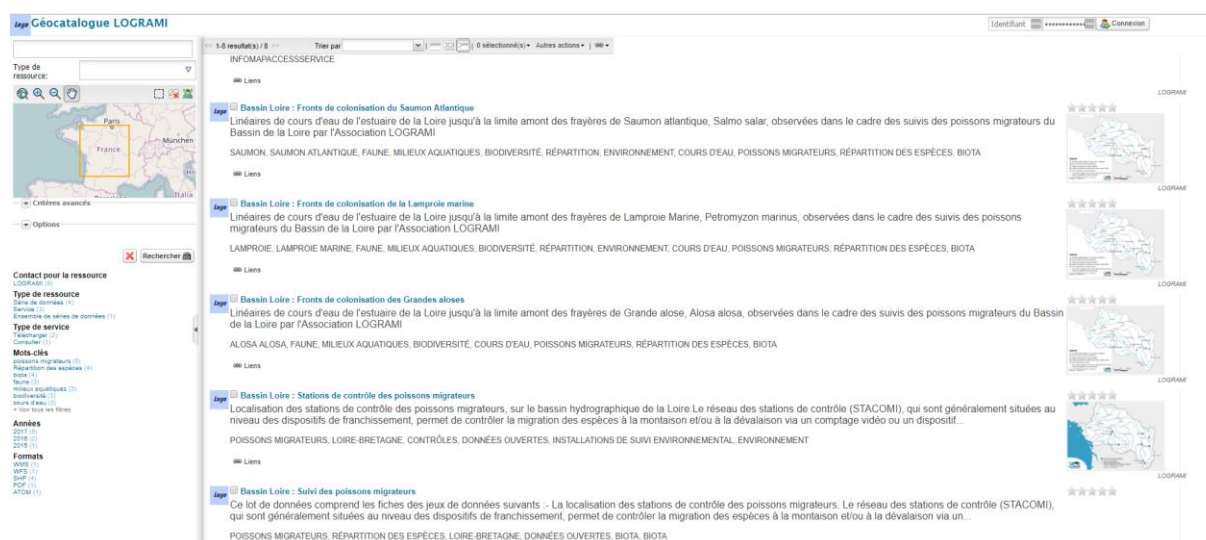 logo Géocatalogue LOGRAMI
Identifiant
Connexion
Type de
ressource:
Paris
France
München
Italia
Critères avancés
Options
Rechercher
Contact pour la ressource
LOGRAMI (8)
Type de ressource
Série de données (4)
Service (3)
Ensemble de séries de données (1)
Type de service
Télécharger (2)
Consulter (1)
Mots-clés
poissons migrateurs (5)
Répartition des espèces (4)
biota (4)
faune (3)
milieux aquatiques (3)
biodiversité (3)
cours d'eau (3)
+ Voir tous les filtres
Années
2017 (5)
2016 (2)
2015 (1)
Formats
WMS (1)
WFS (1)
SHP (4)
PDF (1)
ATOM (1)
<< 1-8 resultat(s) / 8 >> Trier par | 0 sélectionné(s) Autres actions |
INFOMAPACCESSSERVICE
Liens
LOGRAMI
logo Bassin Loire : Fronts de colonisation du Saumon Atlantique
Linéaires de cours d'eau de l'estuaire de la Loire jusqu'à la limite amont des frayères de Saumon atlantique, Salmo salar, observées dans le cadre des suivis des poissons migrateurs du
Bassin de la Loire par l'Association LOGRAMI
SAUMON, SAUMON ATLANTIQUE, FAUNE, MILIEUX AQUATIQUES, BIODIVERSITÉ, RÉPARTITION, ENVIRONNEMENT, COURS D'EAU, POISSONS MIGRATEURS, RÉPARTITION DES ESPÈCES, BIOTA
Liens
LOGRAMI
logo Bassin Loire : Fronts de colonisation de la Lamproie marine
Linéaires de cours d'eau de l'estuaire de la Loire jusqu'à la limite amont des frayères de Lamproie Marine, Petromyzon marinus, observées dans le cadre des suivis des poissons
migrateurs du Bassin de la Loire par l'Association LOGRAMI
LAMPROIE, LAMPROIE MARINE, FAUNE, MILIEUX AQUATIQUES, BIODIVERSITÉ, RÉPARTITION, ENVIRONNEMENT, COURS D'EAU, POISSONS MIGRATEURS, RÉPARTITION DES ESPÈCES, BIOTA
Liens
LOGRAMI
logo Bassin Loire : Fronts de colonisation des Grandes aloses
Linéaires de cours d'eau de l'estuaire de la Loire jusqu'à la limite amont des frayères de Grande alose, Alosa alosa, observées dans le cadre des suivis des poissons migrateurs du Bassin
de la Loire par l'Association LOGRAMI
ALOSA ALOSA, FAUNE, MILIEUX AQUATIQUES, BIODIVERSITÉ, COURS D'EAU, POISSONS MIGRATEURS, RÉPARTITION DES ESPÈCES, BIOTA
Liens
LOGRAMI
logo Bassin Loire : Stations de contrôle des poissons migrateurs
Localisation des stations de contrôle des poissons migrateurs, sur le bassin hydrographique de la Loire.Le réseau des stations de contrôle (STACOMI), qui sont généralement situées au
niveau des dispositifs de franchissement, permet de contrôler la migration des espèces à la montaison et/ou à la dévalaison via un comptage vidéo ou un dispositif...
POISSONS MIGRATEURS, LOIRE-BRETAGNE, CONTRÔLES, DONNÉES OUVERTES, INSTALLATIONS DE SUIVI ENVIRONNEMENTAL, ENVIRONNEMENT
Liens
LOGRAMI
logo Bassin Loire : Suivi des poissons migrateurs
Ce lot de données comprend les fiches des jeux de données suivants :- La localisation des stations de contrôle des poissons migrateurs. Le réseau des stations de contrôle (STACOMI),
qui sont généralement situées au niveau des dispositifs de franchissement, permet de contrôler la migration des espèces à la montaison et/ou à la dévalaison via un...
POISSONS MIGRATEURS, RÉPARTITION DES ESPÈCES, LOIRE-BRETAGNE, DONNÉES OUVERTES, BIOTA, BIOTA